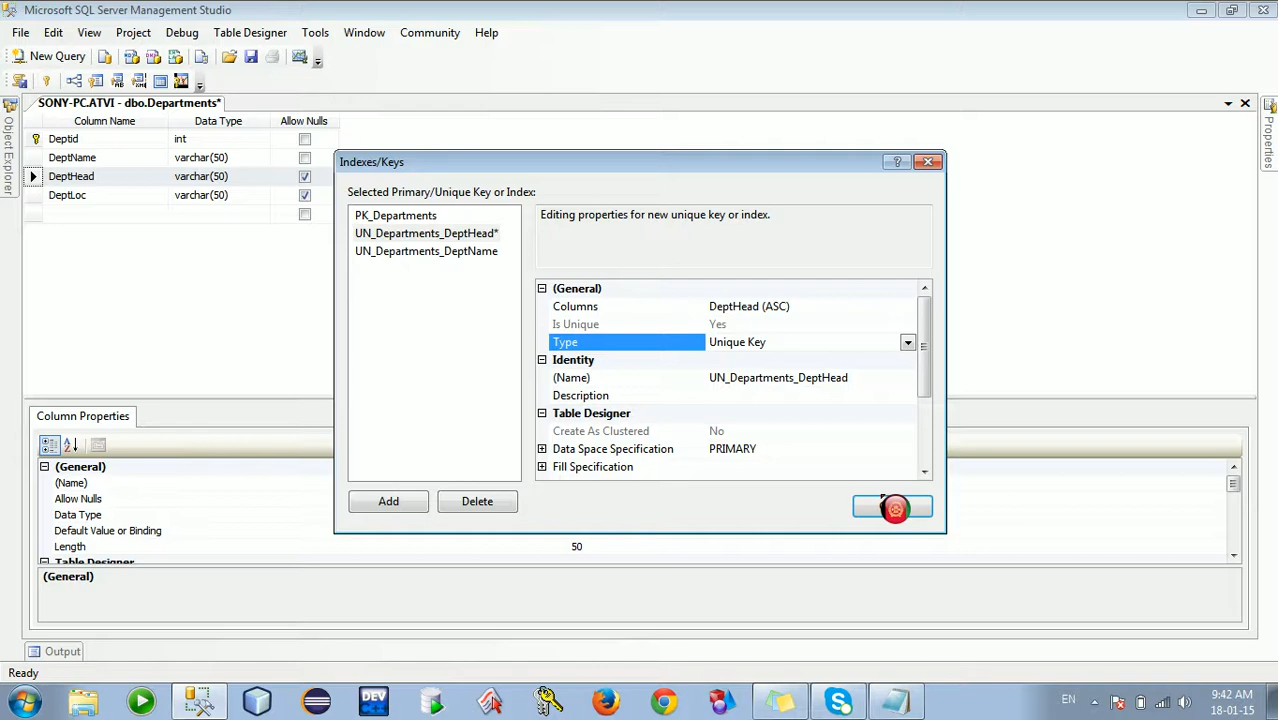 Microsoft SQL Server Management Studio
File Edit View Project Debug Table Designer Tools Window Community Help
New Query
SONY-PC.ATVI - dbo.Departments*
Object Explorer
Properties
Column Name Data Type Allow Nulls
Deptid int
DeptName varchar(50)
DeptHead varchar(50)
DeptLoc varchar(50)
Indexes/Keys
Selected Primary/Unique Key or Index:
PK_Departments
UN_Departments_DeptHead*
UN_Departments_DeptName
Editing properties for new unique key or index.
(General)
Columns DeptHead (ASC)
Is Unique Yes
Type Unique Key
Identity
(Name) UN_Departments_DeptHead
Description
Table Designer
Create As Clustered No
Data Space Specification PRIMARY
Fill Specification
Add Delete
Column Properties
(General)
(Name)
Allow Nulls
Data Type
Default Value or Binding
Length 50
Table Designer
(General)
Output
Ready
DEV
EN
9:42 AM
18-01-15